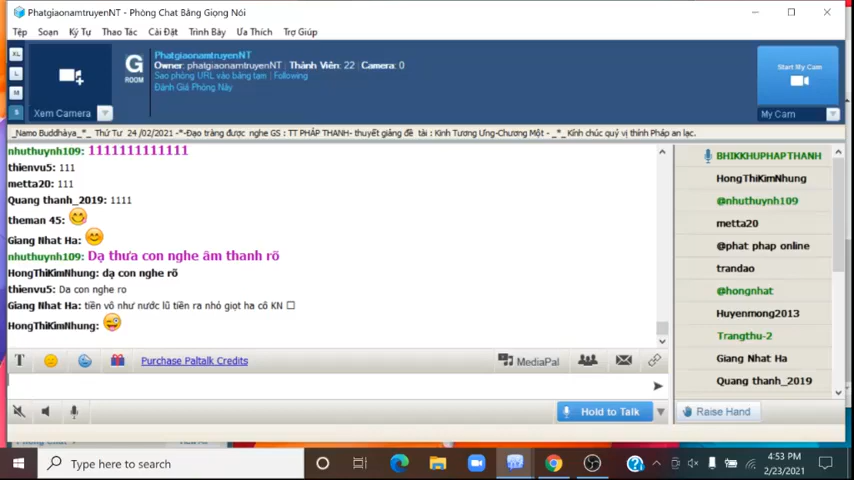 PhatgiaonamtruyenNT - Phòng Chat Bằng Giọng Nói
Tệp Soạn Ký Tự Thao Tác Cài Đặt Trình Bày Ưa Thích Trợ Giúp
XL
L
M
S
Xem Camera
G
ROOM
PhatgiaonamtruyenNT
Owner: phatgiaonamtruyenNT | Thành Viên: 22 | Camera: 0
Sao phỏng URL vào bảng tạm | Following
Đánh Giá Phòng Này
Start My Cam
My Cam
_Namo Buddhàya_*_ Thứ Tư 24 /02/2021 -*-Đạo tràng được nghe GS : TT PHÁP THANH- thuyết giảng đề tài : Kinh Tương Ưng-Chương Một - _*_Kính chúc quý vị thính Pháp an lạc.
nhuthuynh109: 1111111111111
thienvu5: 111
metta20: 111
Quang thanh_2019: 1111
theman 45:
Giang Nhat Ha:
nhuthuynh109: Dạ thưa con nghe âm thanh rõ
HongThiKimNhung: dạ con nghe rõ
thienvu5: Da con nghe ro
Giang Nhat Ha: tiền vô như nước lũ tiền ra nhỏ giọt ha cô KN □
HongThiKimNhung:
BHIKKHUPHAPTHANH
HongThiKimNhung
@nhuthuynh109
metta20
@phat phap online
trandao
@hongnhat
Huyenmong2013
Trangthu-2
Giang Nhat Ha
Quang thanh_2019
T Purchase Paltalk Credits MediaPal
Hold to Talk
Raise Hand
Type here to search
4:53 PM
2/23/2021